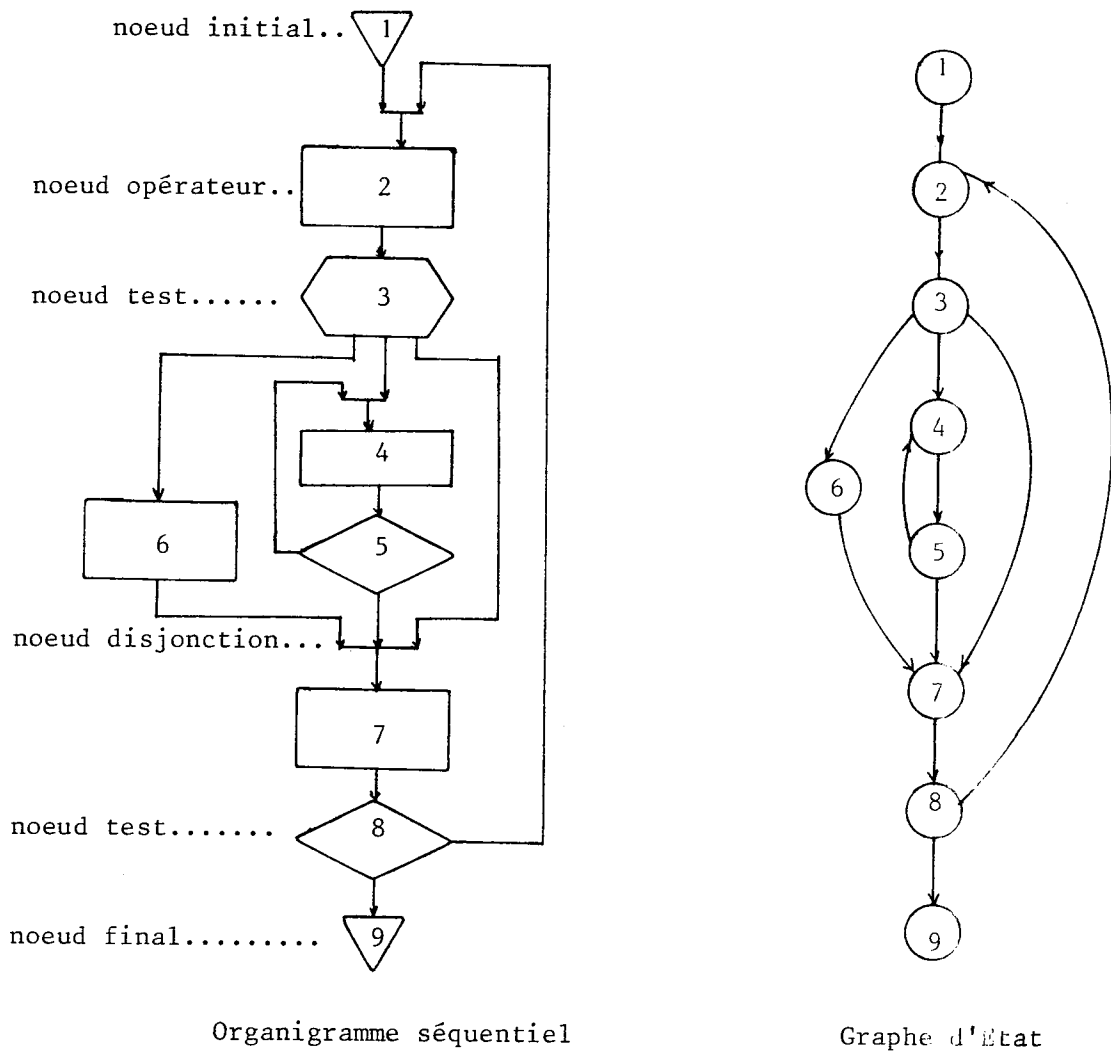 noeud initial..
1
noeud opérateur..
2
noeud test......
3
4
5
6
noeud disjonction...
7
noeud test.......
8
noeud final.........
9
Organigramme séquentiel
1
2
3
4
6
5
7
8
9
Graphe d'Etat